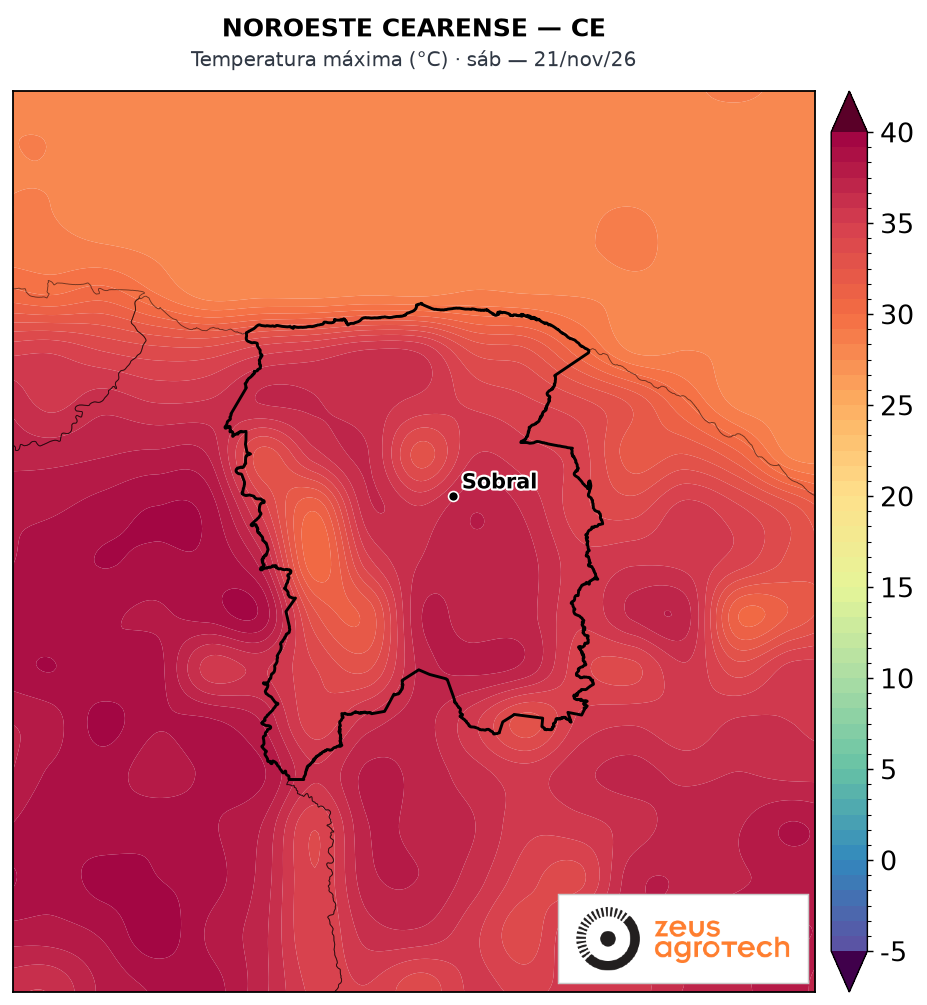 NOROESTE CEARENSE — CE
Temperatura máxima (°C) · sáb — 21/nov/26
40
35
30
25
20
15
10
5
0
-5
Sobral
zeus
agrotech